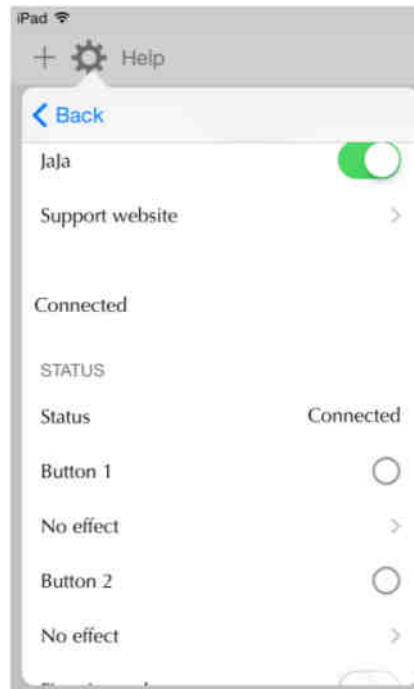 iPad
Help
Back
JaJa
Support website
Connected
STATUS
Status Connected
Button 1
No effect
Button 2
No effect